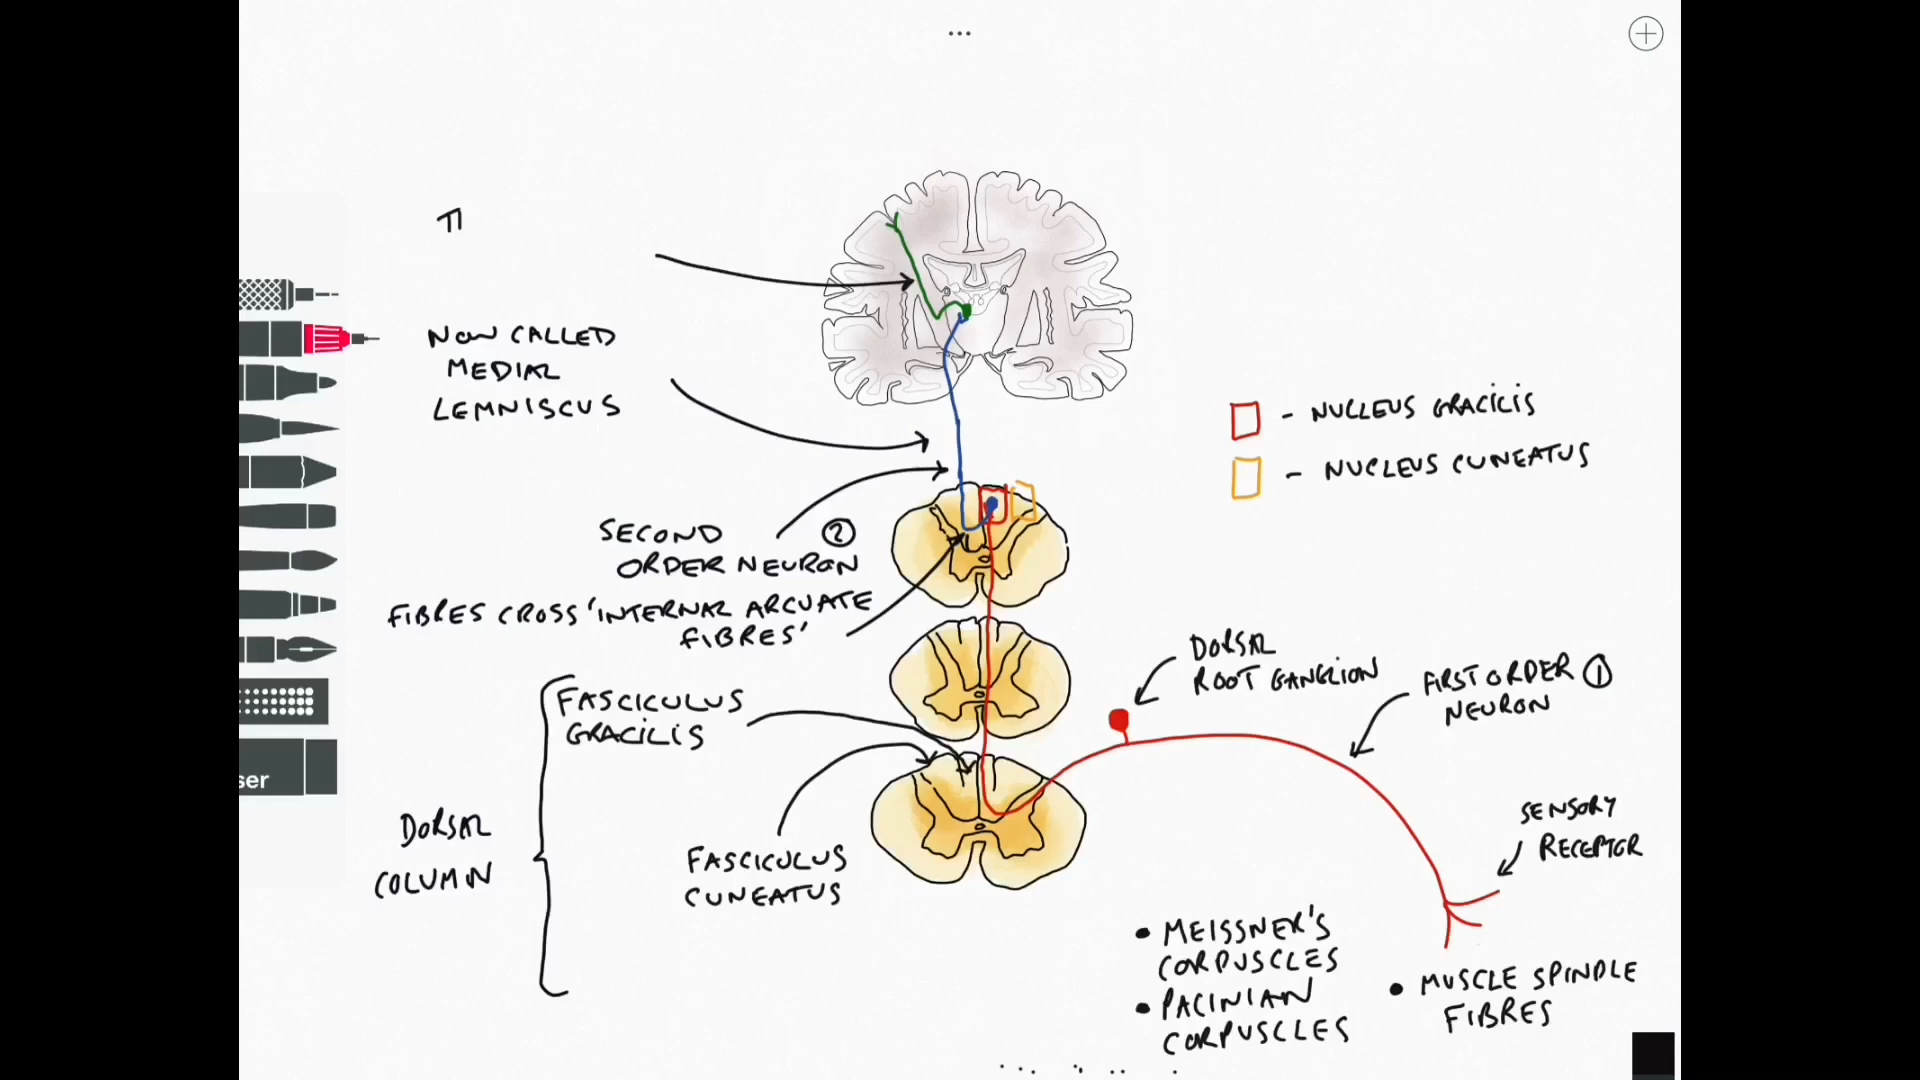 NOW CALLED
MEDIAL
LEMNISCUS
- NUCLEUS GRACILIS
- NUCLEUS CUNEATUS
SECOND ②
ORDER NEURON
FIBRES CROSS 'INTERNAL ARCUATE
FIBRES'
FASCICULUS
GRACILIS
DORSAL
ROOT GANGLION
FIRST ORDER ①
NEURON
SENSORY
RECEPTOR
DORSAL
COLUMN
FASCICULUS
CUNEATUS
• MEISSNER'S
CORPUSCLES
• PACINIAN
CORPUSCLES
• MUSCLE SPINDLE
FIBRES
ser